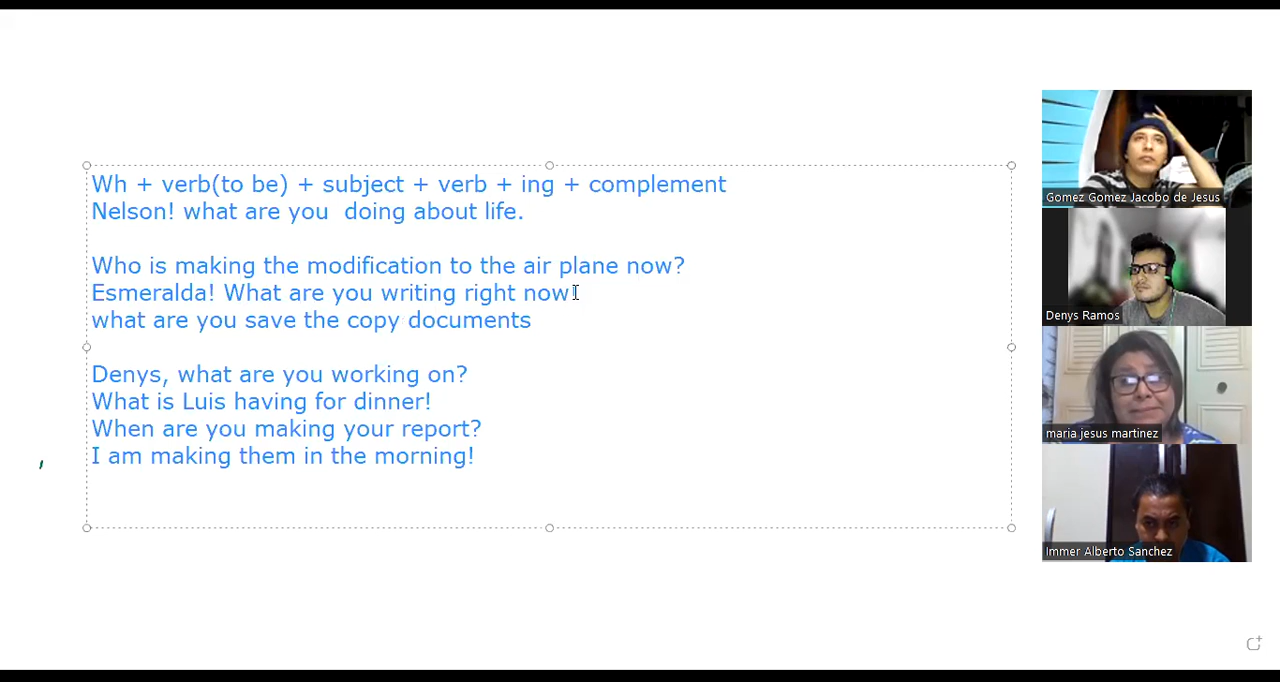 Wh + verb(to be) + subject + verb + ing + complement
Nelson! what are you  doing about life.
Who is making the modification to the air plane now?
Esmeralda! What are you writing right now
what are you save the copy documents
Denys, what are you working on?
What is Luis having for dinner!
When are you making your report?
I am making them in the morning!
Gomez Gomez Jacobo de Jesus
Denys Ramos
maria jesus martinez
Immer Alberto Sanchez